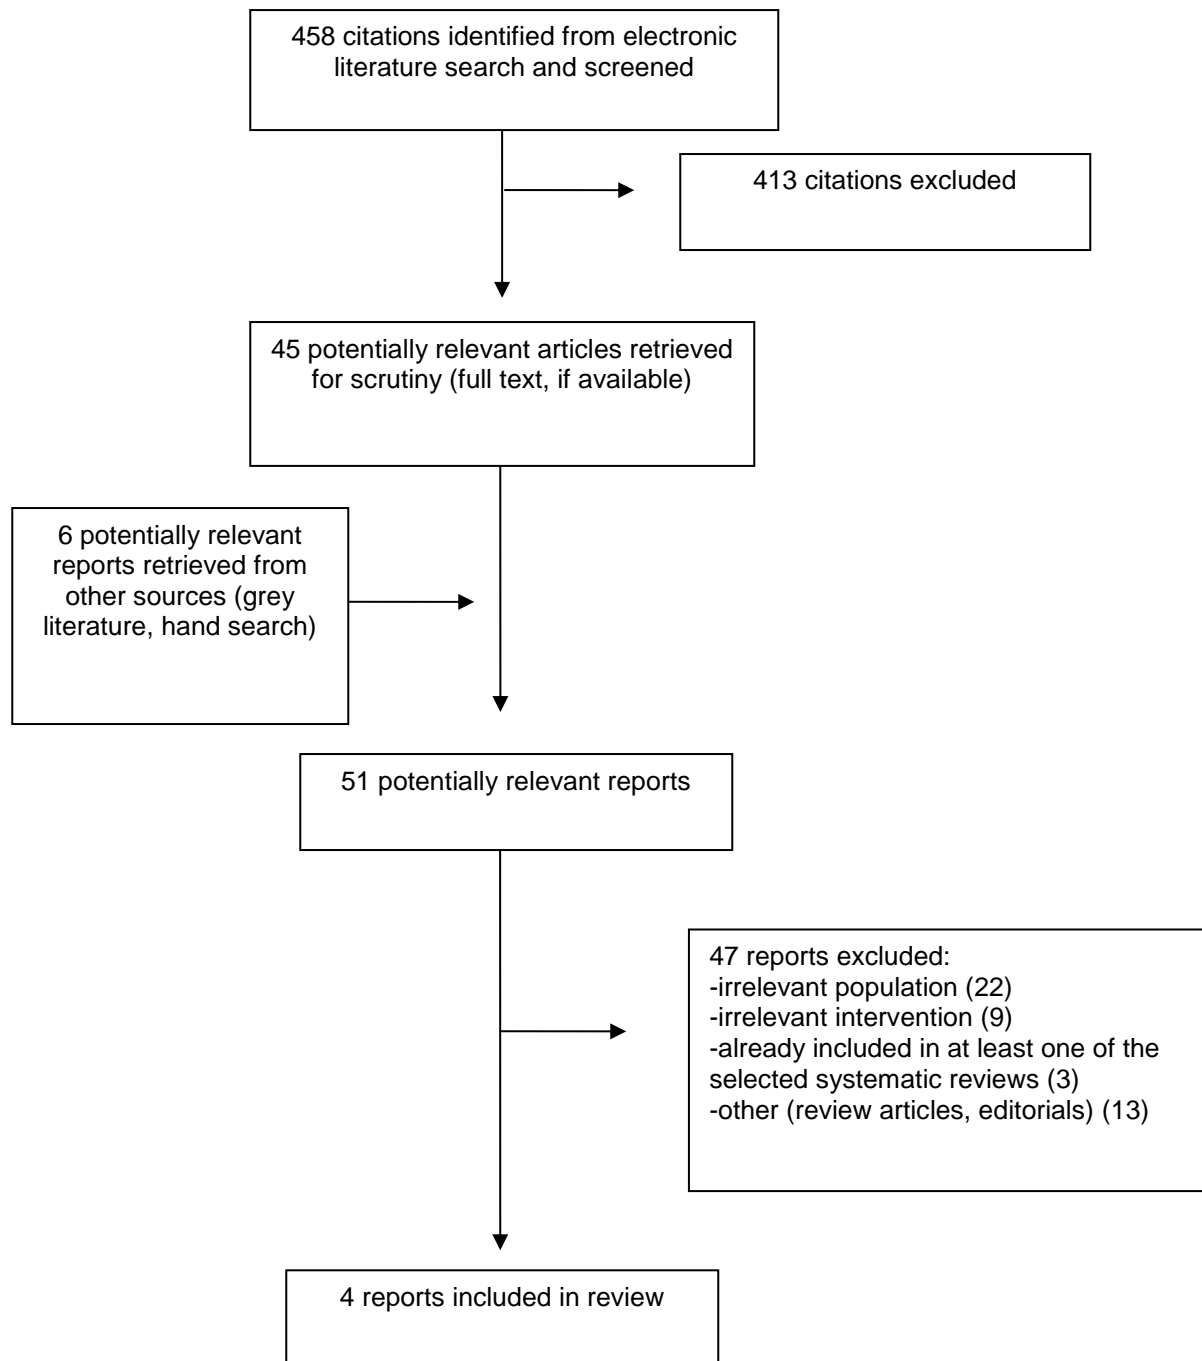 458 citations identified from electronic
literature search and screened
413 citations excluded
45 potentially relevant articles retrieved
for scrutiny (full text, if available)
6 potentially relevant
reports retrieved from
other sources (grey
literature, hand search)
51 potentially relevant reports
47 reports excluded:
-irrelevant population (22)
-irrelevant intervention (9)
-already included in at least one of the
selected systematic reviews (3)
-other (review articles, editorials) (13)
4 reports included in review